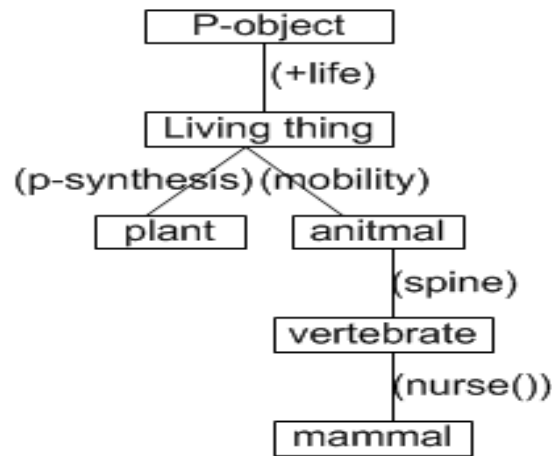 P-object
(+life)
Living thing
(p-synthesis) (mobility)
plant anitmal
(spine)
vertebrate
(nurse())
mammal